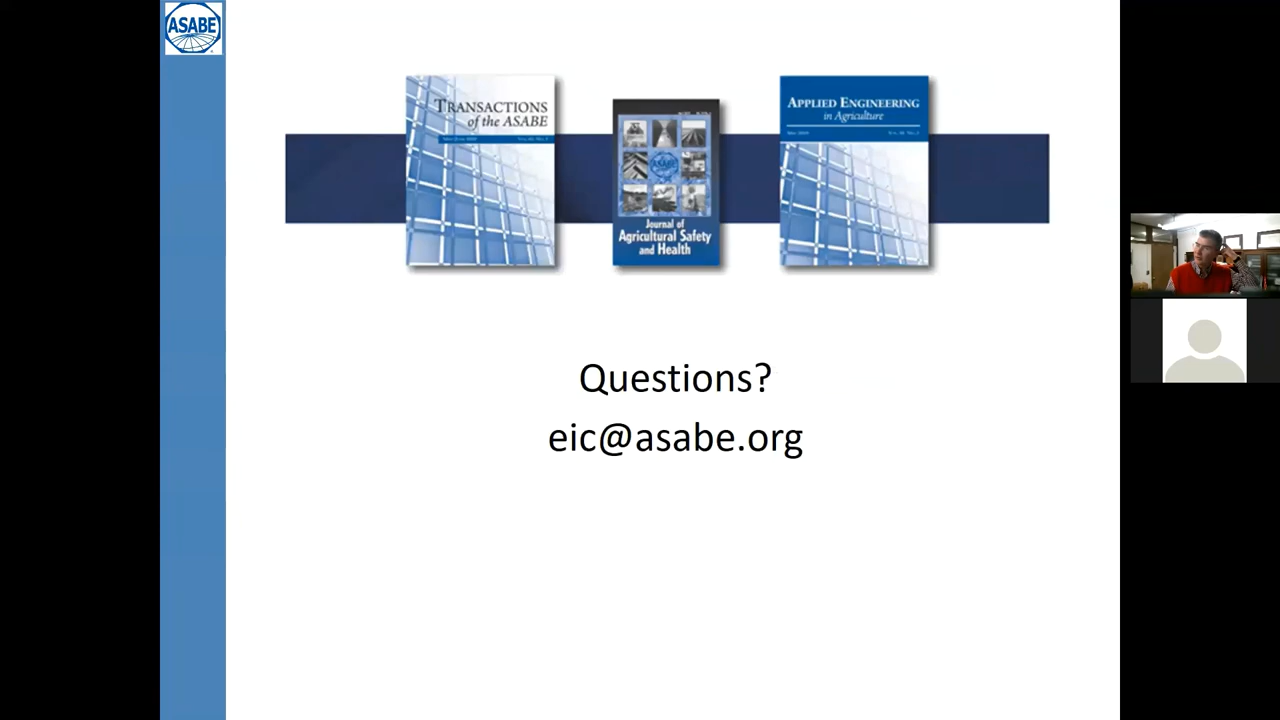 ASABE
TRANSACTIONS
of the ASABE
APPLIED ENGINEERING
in Agriculture
Journal of
Agricultural Safety
and Health
Questions?
eic@asabe.org